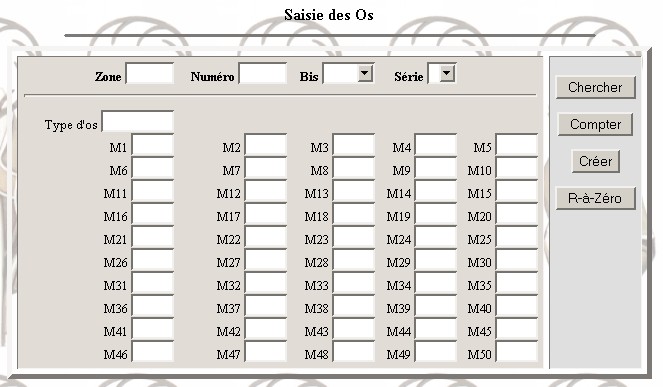 Saisie des Os
Zone Numéro Bis Série
Type d'os
M1 M2 M3 M4 M5
M6 M7 M8 M9 M10
M11 M12 M13 M14 M15
M16 M17 M18 M19 M20
M21 M22 M23 M24 M25
M26 M27 M28 M29 M30
M31 M32 M33 M34 M35
M36 M37 M38 M39 M40
M41 M42 M43 M44 M45
M46 M47 M48 M49 M50
Chercher
Compter
Créer
R-à-Zéro